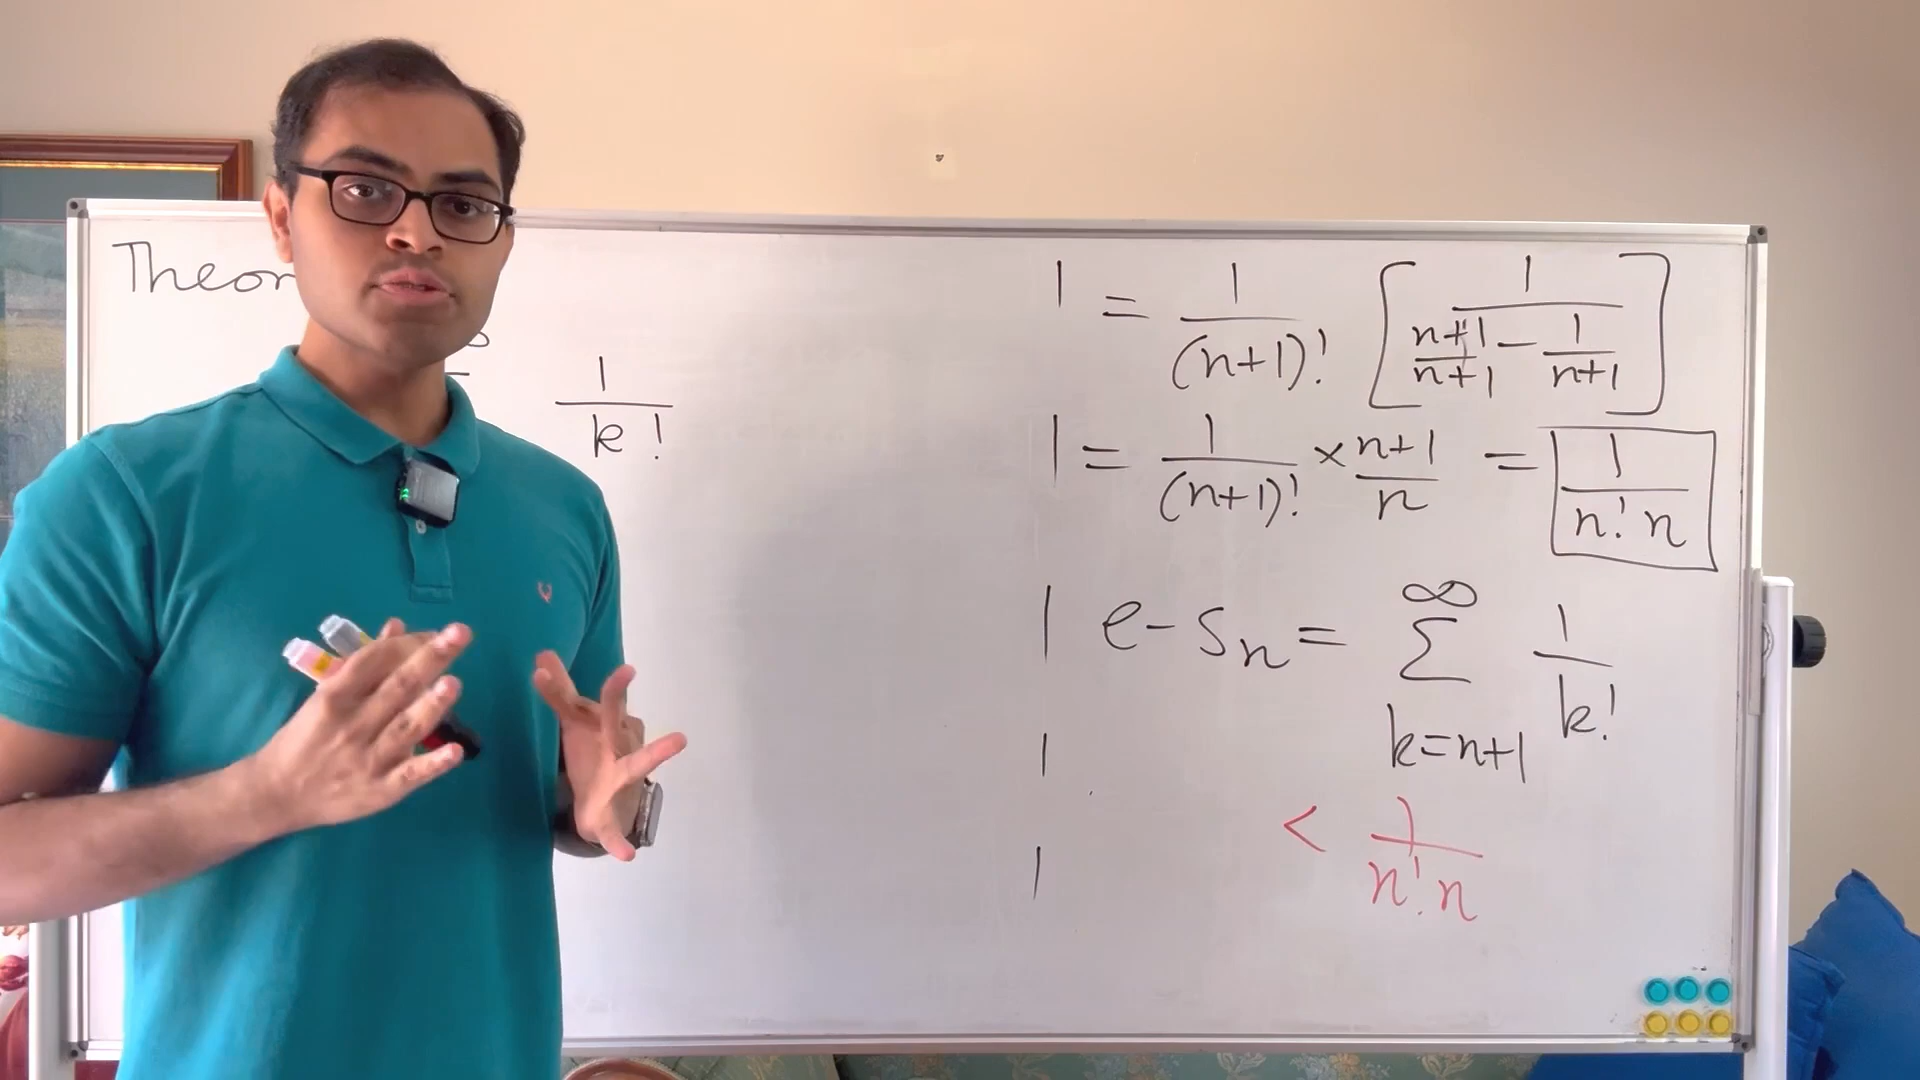 Theor
1/k!
= 1/(n+1)! [1/((n+1)/(n+1) - 1/(n+1))]
= 1/(n+1)! × (n+1)/n = 1/(n! n)
e - Sn = ∞ Σ k=n+1 1/k!
< 1/(n! n)